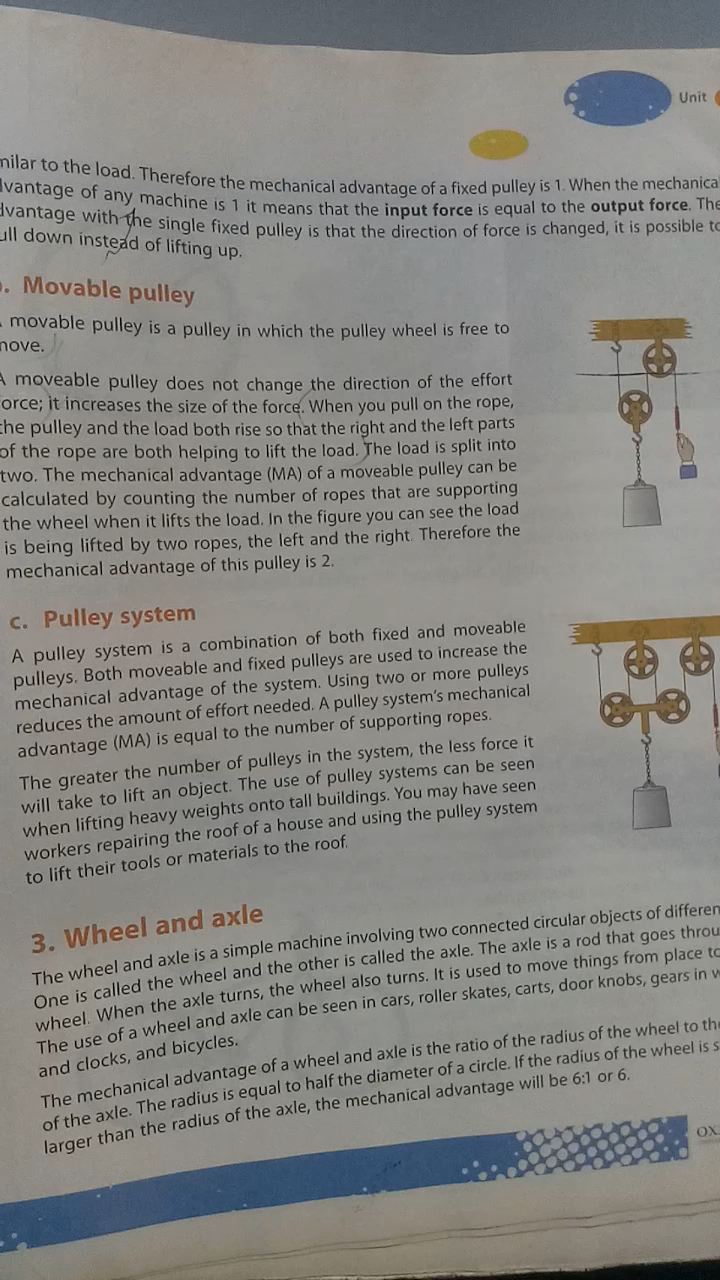 Unit
milar to the load. Therefore the mechanical advantage of a fixed pulley is 1. When the mechanica
dvantage of any machine is 1 it means that the input force is equal to the output force. The
dvantage with the single fixed pulley is that the direction of force is changed, it is possible to
ull down instead of lifting up.
. Movable pulley
movable pulley is a pulley in which the pulley wheel is free to
move.
A moveable pulley does not change the direction of the effort
orce; it increases the size of the force. When you pull on the rope,
the pulley and the load both rise so that the right and the left parts
of the rope are both helping to lift the load. The load is split into
two. The mechanical advantage (MA) of a moveable pulley can be
calculated by counting the number of ropes that are supporting
the wheel when it lifts the load. In the figure you can see the load
is being lifted by two ropes, the left and the right. Therefore the
mechanical advantage of this pulley is 2.
c. Pulley system
A pulley system is a combination of both fixed and moveable
pulleys. Both moveable and fixed pulleys are used to increase the
mechanical advantage of the system. Using two or more pulleys
reduces the amount of effort needed. A pulley system's mechanical
advantage (MA) is equal to the number of supporting ropes.
The greater the number of pulleys in the system, the less force it
will take to lift an object. The use of pulley systems can be seen
when lifting heavy weights onto tall buildings. You may have seen
workers repairing the roof of a house and using the pulley system
to lift their tools or materials to the roof.
3. Wheel and axle
The wheel and axle is a simple machine involving two connected circular objects of differen
One is called the wheel and the other is called the axle. The axle is a rod that goes throu
wheel. When the axle turns, the wheel also turns. It is used to move things from place to
The use of a wheel and axle can be seen in cars, roller skates, carts, door knobs, gears in w
and clocks, and bicycles.
The mechanical advantage of a wheel and axle is the ratio of the radius of the wheel to the
of the axle. The radius is equal to half the diameter of a circle. If the radius of the wheel is s
larger than the radius of the axle, the mechanical advantage will be 6:1 or 6.
OX